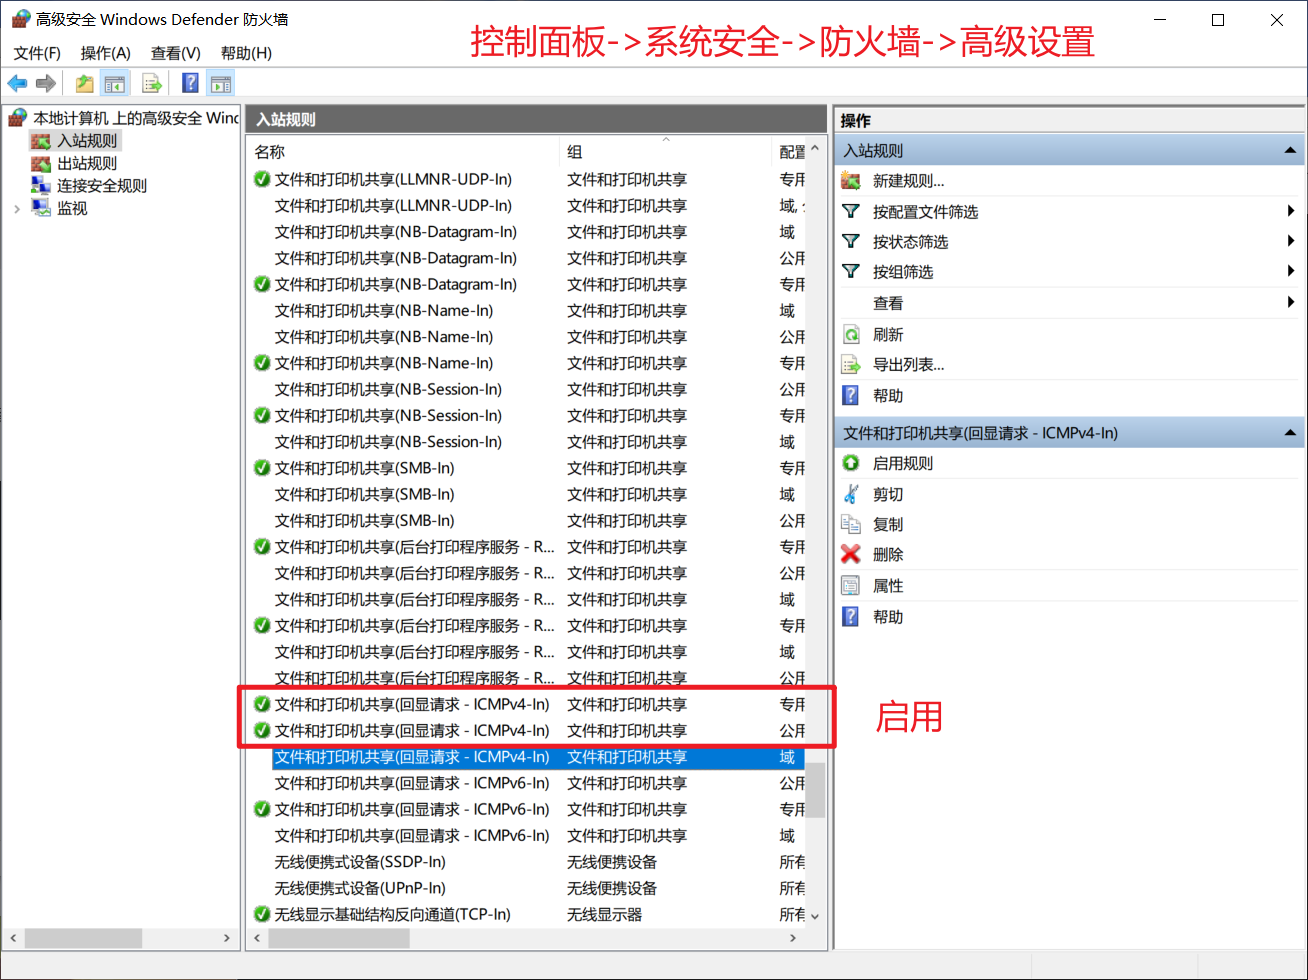 高级安全 Windows Defender 防火墙
控制面板->系统安全->防火墙->高级设置
文件(F) 操作(A) 查看(V) 帮助(H)
本地计算机 上的高级安全 Wind
入站规则
出站规则
连接安全规则
监视
入站规则
名称 组 配置
文件和打印机共享(LLMNR-UDP-In) 文件和打印机共享 专用
文件和打印机共享(LLMNR-UDP-In) 文件和打印机共享 域,
文件和打印机共享(NB-Datagram-In) 文件和打印机共享 域
文件和打印机共享(NB-Datagram-In) 文件和打印机共享 公用
文件和打印机共享(NB-Datagram-In) 文件和打印机共享 专用
文件和打印机共享(NB-Name-In) 文件和打印机共享 域
文件和打印机共享(NB-Name-In) 文件和打印机共享 公用
文件和打印机共享(NB-Name-In) 文件和打印机共享 专用
文件和打印机共享(NB-Session-In) 文件和打印机共享 公用
文件和打印机共享(NB-Session-In) 文件和打印机共享 专用
文件和打印机共享(NB-Session-In) 文件和打印机共享 域
文件和打印机共享(SMB-In) 文件和打印机共享 专用
文件和打印机共享(SMB-In) 文件和打印机共享 域
文件和打印机共享(SMB-In) 文件和打印机共享 公用
文件和打印机共享(后台打印程序服务 - R... 文件和打印机共享 专用
文件和打印机共享(后台打印程序服务 - R... 文件和打印机共享 公用
文件和打印机共享(后台打印程序服务 - R... 文件和打印机共享 域
文件和打印机共享(后台打印程序服务 - R... 文件和打印机共享 专用
文件和打印机共享(后台打印程序服务 - R... 文件和打印机共享 域
文件和打印机共享(后台打印程序服务 - R... 文件和打印机共享 公用
文件和打印机共享(回显请求 - ICMPv4-In) 文件和打印机共享 专用
文件和打印机共享(回显请求 - ICMPv4-In) 文件和打印机共享 公用
文件和打印机共享(回显请求 - ICMPv4-In) 文件和打印机共享 域
文件和打印机共享(回显请求 - ICMPv6-In) 文件和打印机共享 公用
文件和打印机共享(回显请求 - ICMPv6-In) 文件和打印机共享 专用
文件和打印机共享(回显请求 - ICMPv6-In) 文件和打印机共享 域
无线便携式设备(SSDP-In) 无线便携设备 所有
无线便携式设备(UPnP-In) 无线便携设备 所有
无线显示基础结构反向通道(TCP-In) 无线显示器 所有
操作
入站规则
新建规则...
按配置文件筛选
按状态筛选
按组筛选
查看
刷新
导出列表...
帮助
文件和打印机共享(回显请求 - ICMPv4-In)
启用规则
剪切
复制
删除
属性
帮助
启用